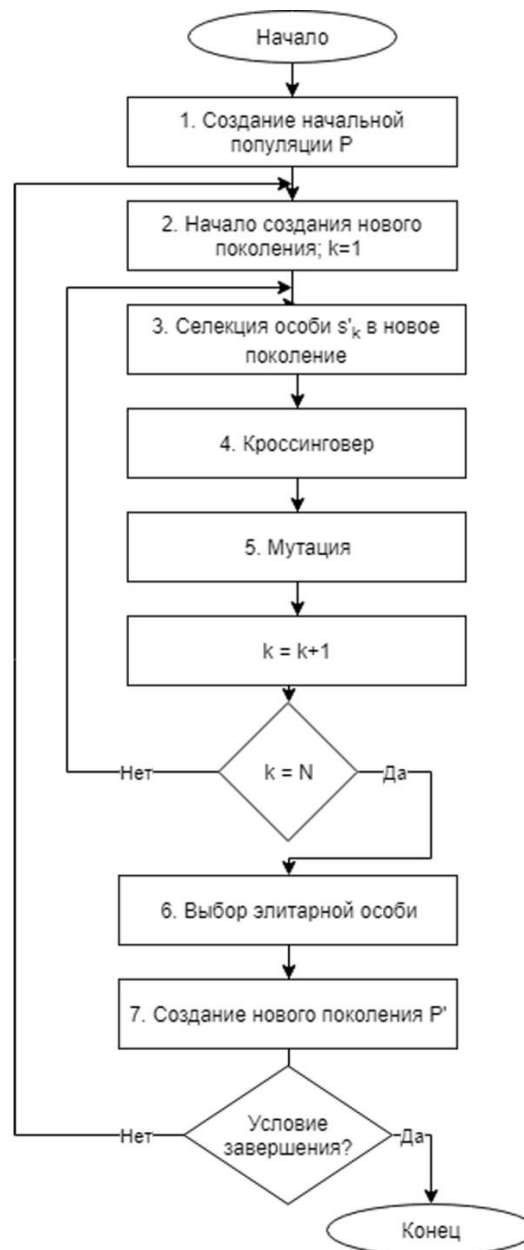 Начало
1. Создание начальной
популяции P
2. Начало создания нового
поколения; k=1
3. Селекция особи s'k в новое
поколение
4. Кроссинговер
5. Мутация
k = k+1
Нет
k = N
Да
6. Выбор элитарной особи
7. Создание нового поколения P'
Нет
Условие
завершения?
Да
Конец